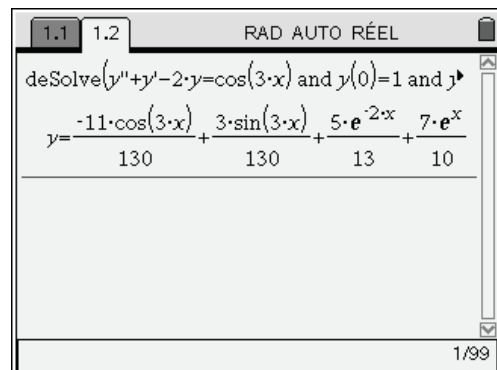 1.1 1.2 RAD AUTO RÉEL
deSolve(y''+y'-2·y=cos(3·x) and y(0)=1 and
y=-11·cos(3·x)/130+3·sin(3·x)/130+5·e^-2·x/13+7·e^x/10
1/99